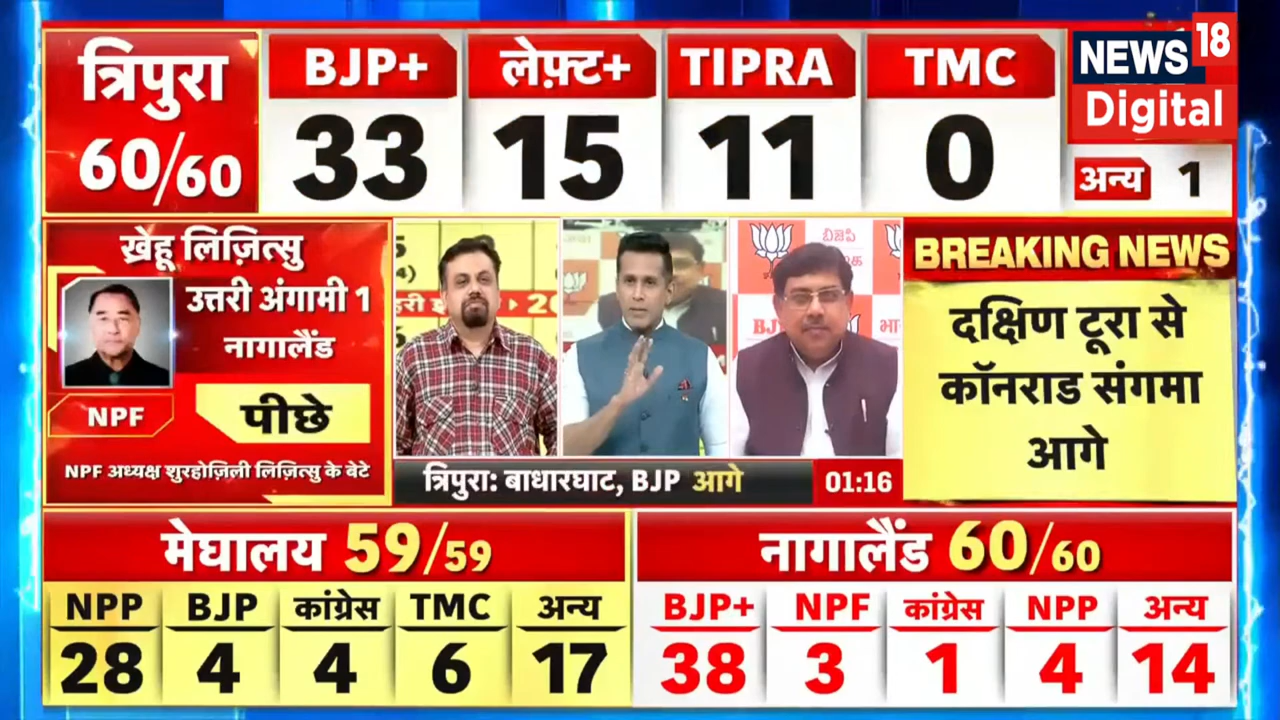 त्रिपुरा
60/60
BJP+
33
लेफ़्ट+
15
TIPRA
11
TMC
0
NEWS 18
Digital
अन्य 1
ख़ेहू लिज़ित्सु
उत्तरी अंगामी 1
नागालैंड
NPF
पीछे
NPF अध्यक्ष शुरहोज़िली लिज़ित्सु के बेटे
BJP
त्रिपुरा: बाधारघाट, BJP आगे
01:16
BREAKING NEWS
दक्षिण टूरा से
कॉनराड संगमा
आगे
मेघालय 59/59
NPP BJP कांग्रेस TMC अन्य
28 4 4 6 17
नागालैंड 60/60
BJP+ NPF कांग्रेस NPP अन्य
38 3 1 4 14